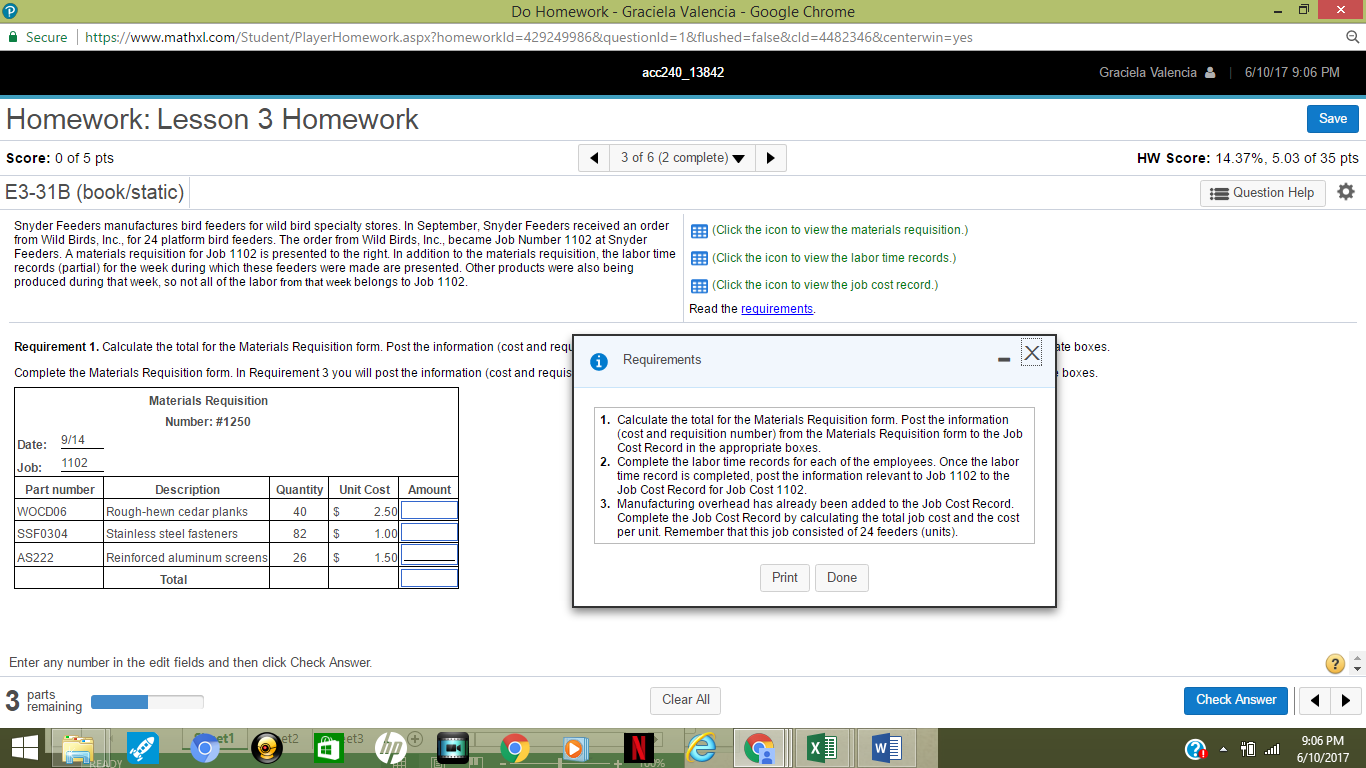 Do Homework - Graciela Valencia - Google Chrome
Secure
https://www.mathxl.com/Student/PlayerHomework.aspx?homeworkId=429249986&questionId=1&flushed=false&cId=4482346&centerwin=yes
acc240_13842
Graciela Valencia | 6/10/17 9:06 PM
Homework: Lesson 3 Homework
Save
Score: 0 of 5 pts
3 of 6 (2 complete)
HW Score: 14.37%, 5.03 of 35 pts
E3-31B (book/static)
Question Help
Snyder Feeders manufactures bird feeders for wild bird specialty stores. In September, Snyder Feeders received an order
from Wild Birds, Inc., for 24 platform bird feeders. The order from Wild Birds, Inc., became Job Number 1102 at Snyder
Feeders. A materials requisition for Job 1102 is presented to the right. In addition to the materials requisition, the labor time
records (partial) for the week during which these feeders were made are presented. Other products were also being
produced during that week, so not all of the labor from that week belongs to Job 1102.
(Click the icon to view the materials requisition.)
(Click the icon to view the labor time records.)
(Click the icon to view the job cost record.)
Read the requirements.
Requirement 1. Calculate the total for the Materials Requisition form. Post the information (cost and requ
ate boxes.
Complete the Materials Requisition form. In Requirement 3 you will post the information (cost and requis
boxes.
Materials Requisition
Number: #1250
Date: 9/14
Job: 1102
Part number Description Quantity Unit Cost Amount
WOCD06 Rough-hewn cedar planks 40 $ 2.50
SSF0304 Stainless steel fasteners 82 $ 1.00
AS222 Reinforced aluminum screens 26 $ 1.50
Total
Requirements
1. Calculate the total for the Materials Requisition form. Post the information
(cost and requisition number) from the Materials Requisition form to the Job
Cost Record in the appropriate boxes.
2. Complete the labor time records for each of the employees. Once the labor
time record is completed, post the information relevant to Job 1102 to the
Job Cost Record for Job Cost 1102.
3. Manufacturing overhead has already been added to the Job Cost Record.
Complete the Job Cost Record by calculating the total job cost and the cost
per unit. Remember that this job consisted of 24 feeders (units).
Print
Done
Enter any number in the edit fields and then click Check Answer.
?
3 parts
remaining
Clear All
Check Answer
et1
et2
eet3
READY
100%
hp
N
9:06 PM
6/10/2017